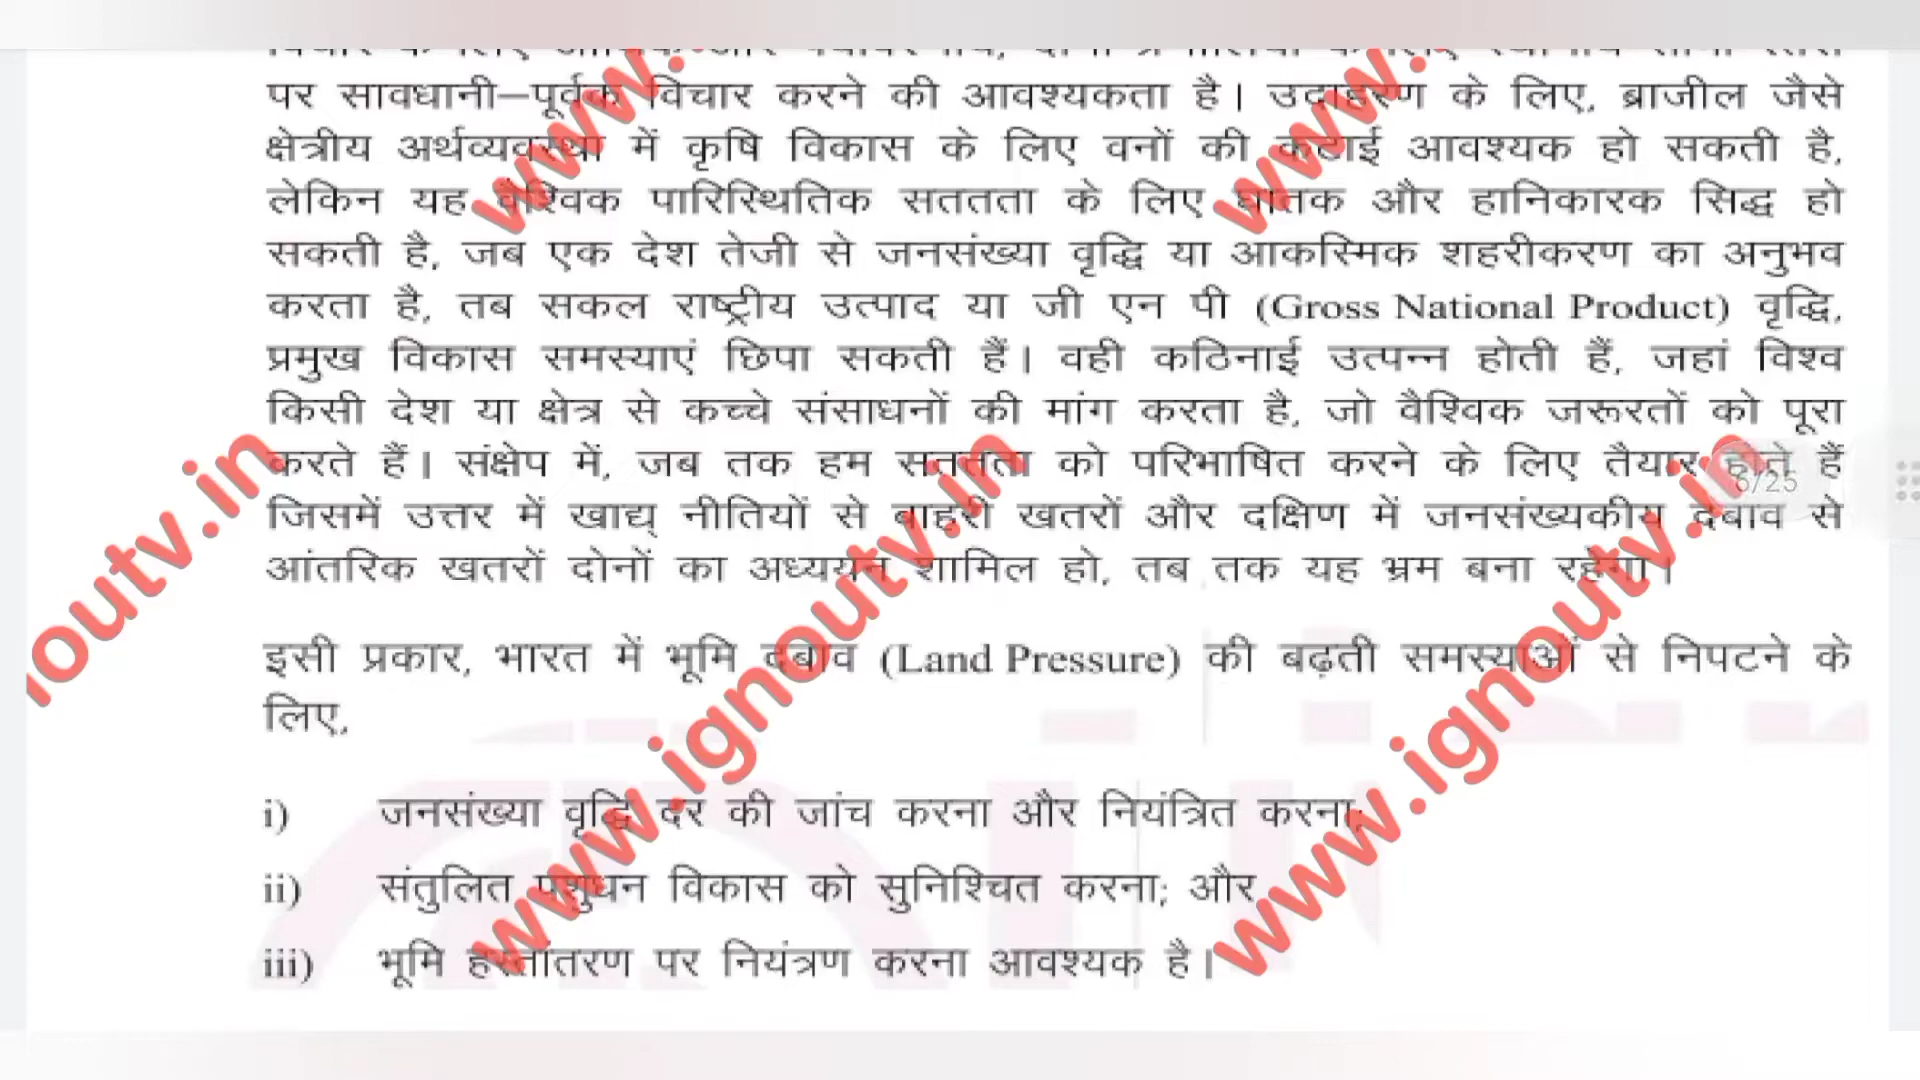 पर सावधानी–पूर्वक विचार करने की आवश्यकता है। उदाहरण के लिए, ब्राजील जैसे
क्षेत्रीय अर्थव्यवस्था में कृषि विकास के लिए वनों की कटाई आवश्यक हो सकती है,
लेकिन यह वैश्विक पारिस्थितिक सततता के लिए घातक और हानिकारक सिद्ध हो
सकती है, जब एक देश तेजी से जनसंख्या वृद्धि या आकस्मिक शहरीकरण का अनुभव
करता है, तब सकल राष्ट्रीय उत्पाद या जी एन पी (Gross National Product) वृद्धि,
प्रमुख विकास समस्याएं छिपा सकती हैं। वही कठिनाई उत्पन्न होती हैं, जहां विश्व
किसी देश या क्षेत्र से कच्चे संसाधनों की मांग करता है, जो वैश्विक जरूरतों को पूरा
करते हैं। संक्षेप में, जब तक हम सततता को परिभाषित करने के लिए तैयार होते हैं
6/25
जिसमें उत्तर में खाद्य् नीतियों से बाहरी खतरों और दक्षिण में जनसंख्यकीय दबाव से
आंतरिक खतरों दोनों का अध्ययन शामिल हो, तब तक यह भ्रम बना रहेगा।
इसी प्रकार, भारत में भूमि दबाव (Land Pressure) की बढ़ती समस्याओं से निपटने के
लिए,
i) जनसंख्या वृद्धि दर की जांच करना और नियंत्रित करना;
ii) संतुलित पशुधन विकास को सुनिश्चित करना; और
iii) भूमि हस्तांतरण पर नियंत्रण करना आवश्यक है।
www.ignoutv.in
www.ignoutv.in
noutv.in
www.
www.